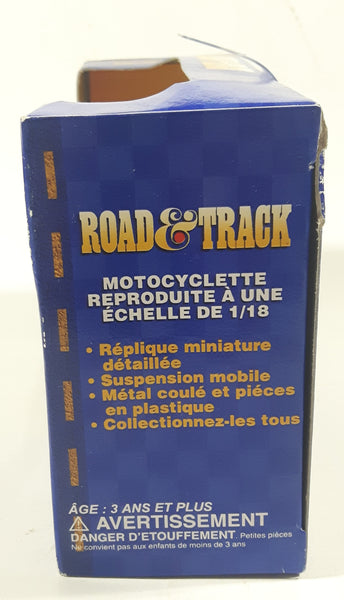 ROAD & TRACK
MOTOCYCLETTE
REPRODUITE À UNE
ÉCHELLE DE 1/18
• Réplique miniature
détaillée
• Suspension mobile
• Métal coulé et piéces
en plastique
• Collectionnez-les tous
ÂGE : 3 ANS ET PLUS
AVERTISSEMENT
DANGER D'ETOUFFEMENT. Petites pièces
Ne convient pas aux enfants de moins de 3 ans